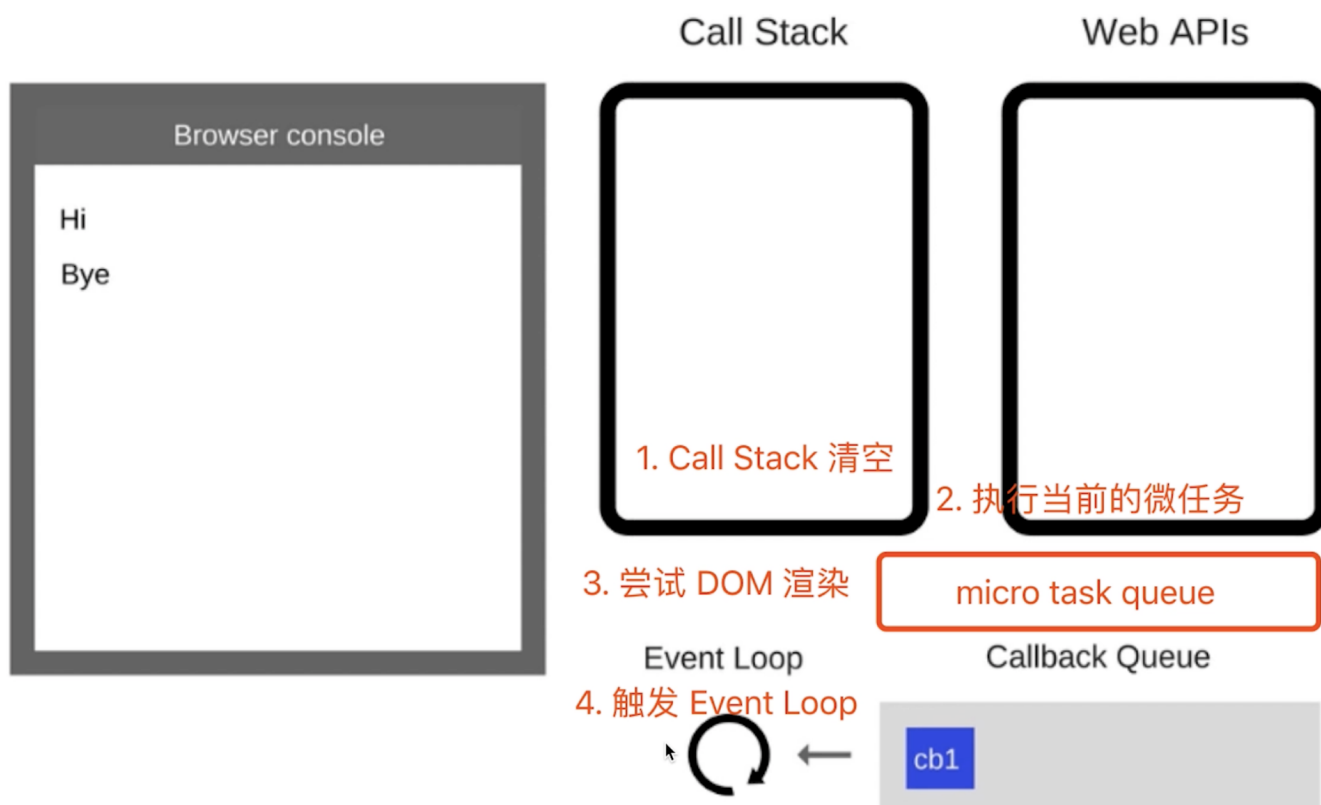 Call Stack
Web APIs
Browser console
Hi
Bye
1. Call Stack 清空
2. 执行当前的微任务
3. 尝试 DOM 渲染
micro task queue
Event Loop
Callback Queue
4. 触发 Event Loop
cb1